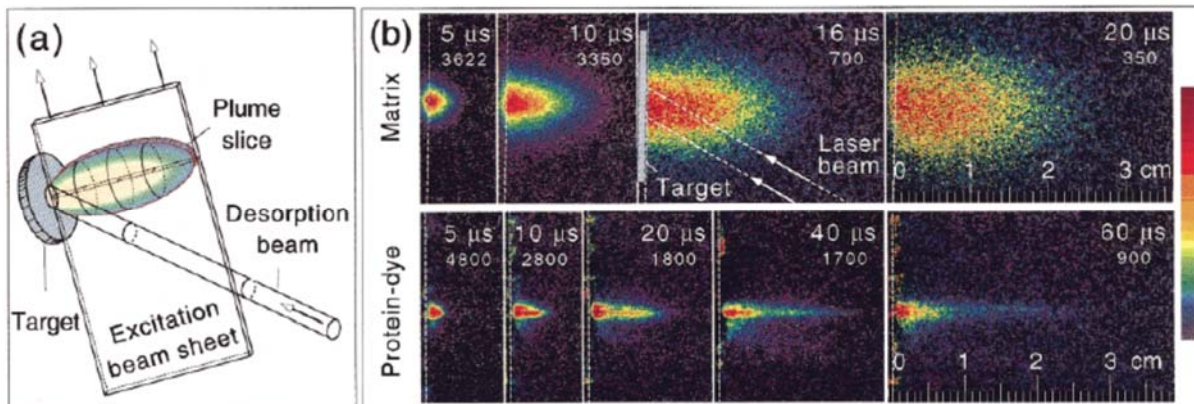 (a)
Plume
slice
Desorption
beam
Target
Excitation
beam sheet
(b)
Matrix
5 µs
3622
10 µs
3350
16 µs
700
Laser
beam
Target
20 µs
350
0 1 2 3 cm
Protein-dye
5 µs
4800
10 µs
2800
20 µs
1800
40 µs
1700
60 µs
900
0 1 2 3 cm